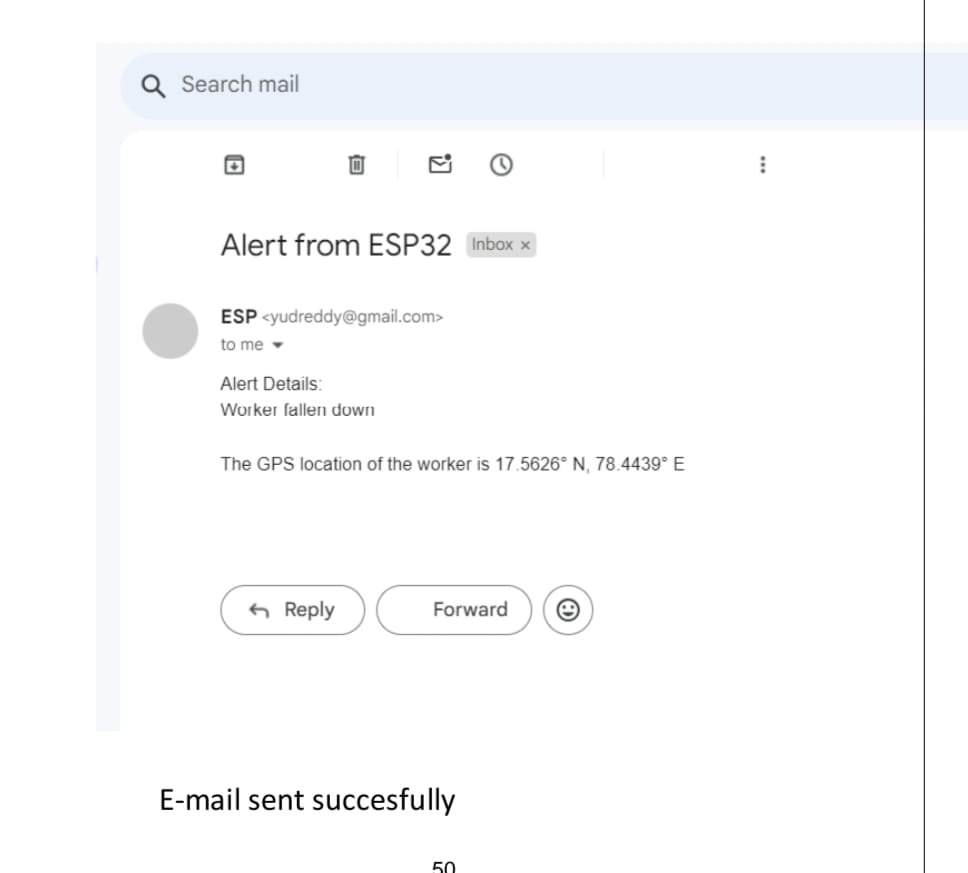 Search mail
Alert from ESP32 Inbox ×
ESP <yudreddy@gmail.com>
to me
Alert Details:
Worker fallen down
The GPS location of the worker is 17.5626° N, 78.4439° E
Reply Forward
E-mail sent succesfully
50